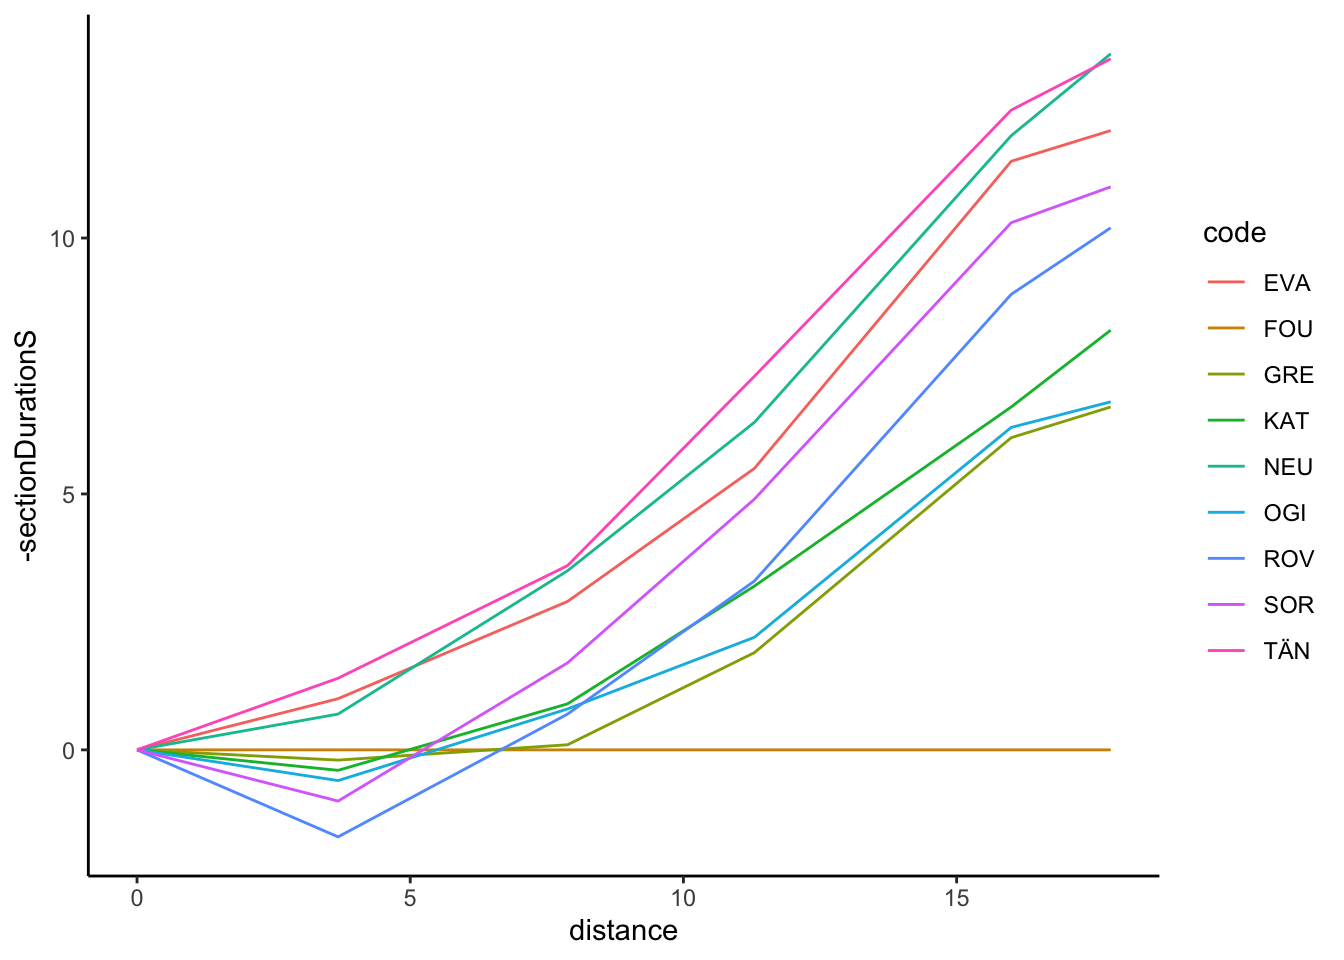 10
5
0
-sectionDurationS
0 5 10 15
distance
code
EVA
FOU
GRE
KAT
NEU
OGI
ROV
SOR
TÄN